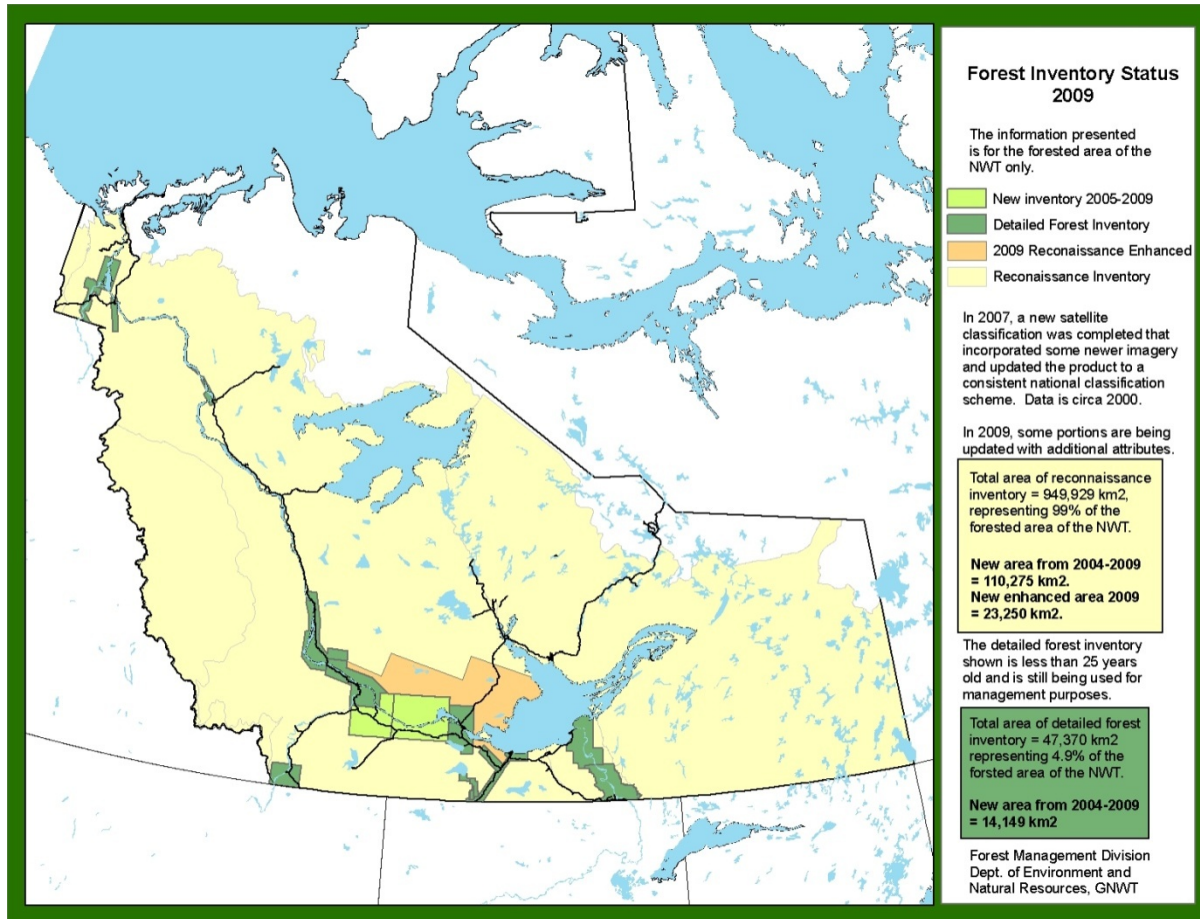 Forest Inventory Status
2009
The information presented
is for the forested area of the
NWT only.
New inventory 2005-2009
Detailed Forest Inventory
2009 Reconaissance Enhanced
Reconaissance Inventory
In 2007, a new satellite
classification was completed that
incorporated some newer imagery
and updated the product to a
consistent national classification
scheme. Data is circa 2000.
In 2009, some portions are being
updated with additional attributes.
Total area of reconnaissance
inventory = 949,929 km2,
representing 99% of the
forested area of the NWT.
New area from 2004-2009
= 110,275 km2.
New enhanced area 2009
= 23,250 km2.
The detailed forest inventory
shown is less than 25 years
old and is still being used for
management purposes.
Total area of detailed forest
inventory = 47,370 km2
representing 4.9% of the
forsted area of the NWT.
New area from 2004-2009
= 14,149 km2
Forest Management Division
Dept. of Environment and
Natural Resources, GNWT